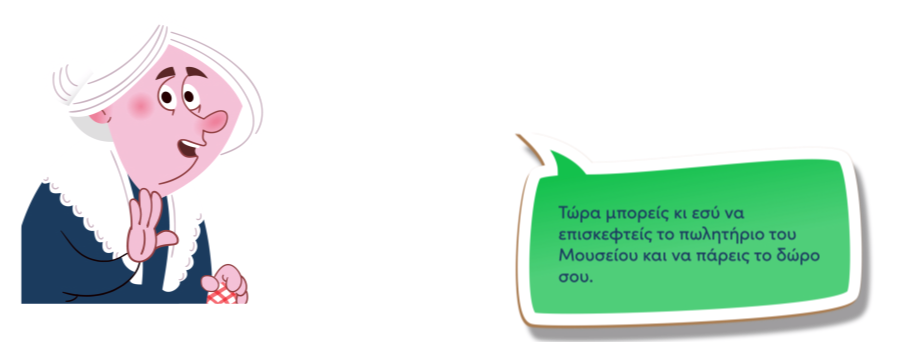 Τώρα μπορείς κι εσύ να
επισκεφτείς το πωλητήριο του
Μουσείου και να πάρεις το δώρο
σου.